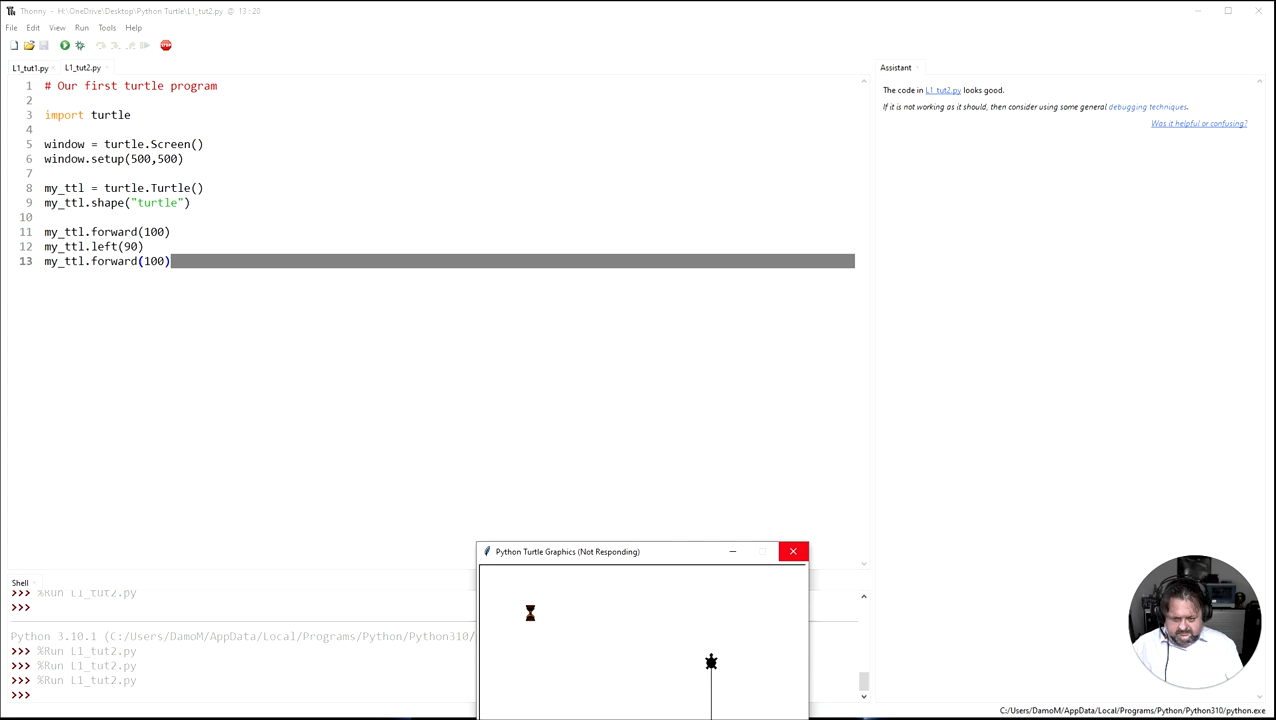 Thonny - H:\OneDrive\Desktop\Python Turtle\L1_tut2.py @ 13 : 20
File Edit View Run Tools Help
STOP
L1_tut1.py × L1_tut2.py ×
1 # Our first turtle program
2
3 import turtle
4
5 window = turtle.Screen()
6 window.setup(500,500)
7
8 my_ttl = turtle.Turtle()
9 my_ttl.shape("turtle")
10
11 my_ttl.forward(100)
12 my_ttl.left(90)
13 my_ttl.forward(100)
Assistant ×
The code in L1_tut2.py looks good.
If it is not working as it should, then consider using some general debugging techniques.
Was it helpful or confusing?
Python Turtle Graphics (Not Responding)
Shell ×
>>> %Run L1_tut2.py
>>>
Python 3.10.1 (C:/Users/DamoM/AppData/Local/Programs/Python/Python310/
>>> %Run L1_tut2.py
>>> %Run L1_tut2.py
>>> %Run L1_tut2.py
>>>
C:/Users/DamoM/AppData/Local/Programs/Python/Python310/python.exe